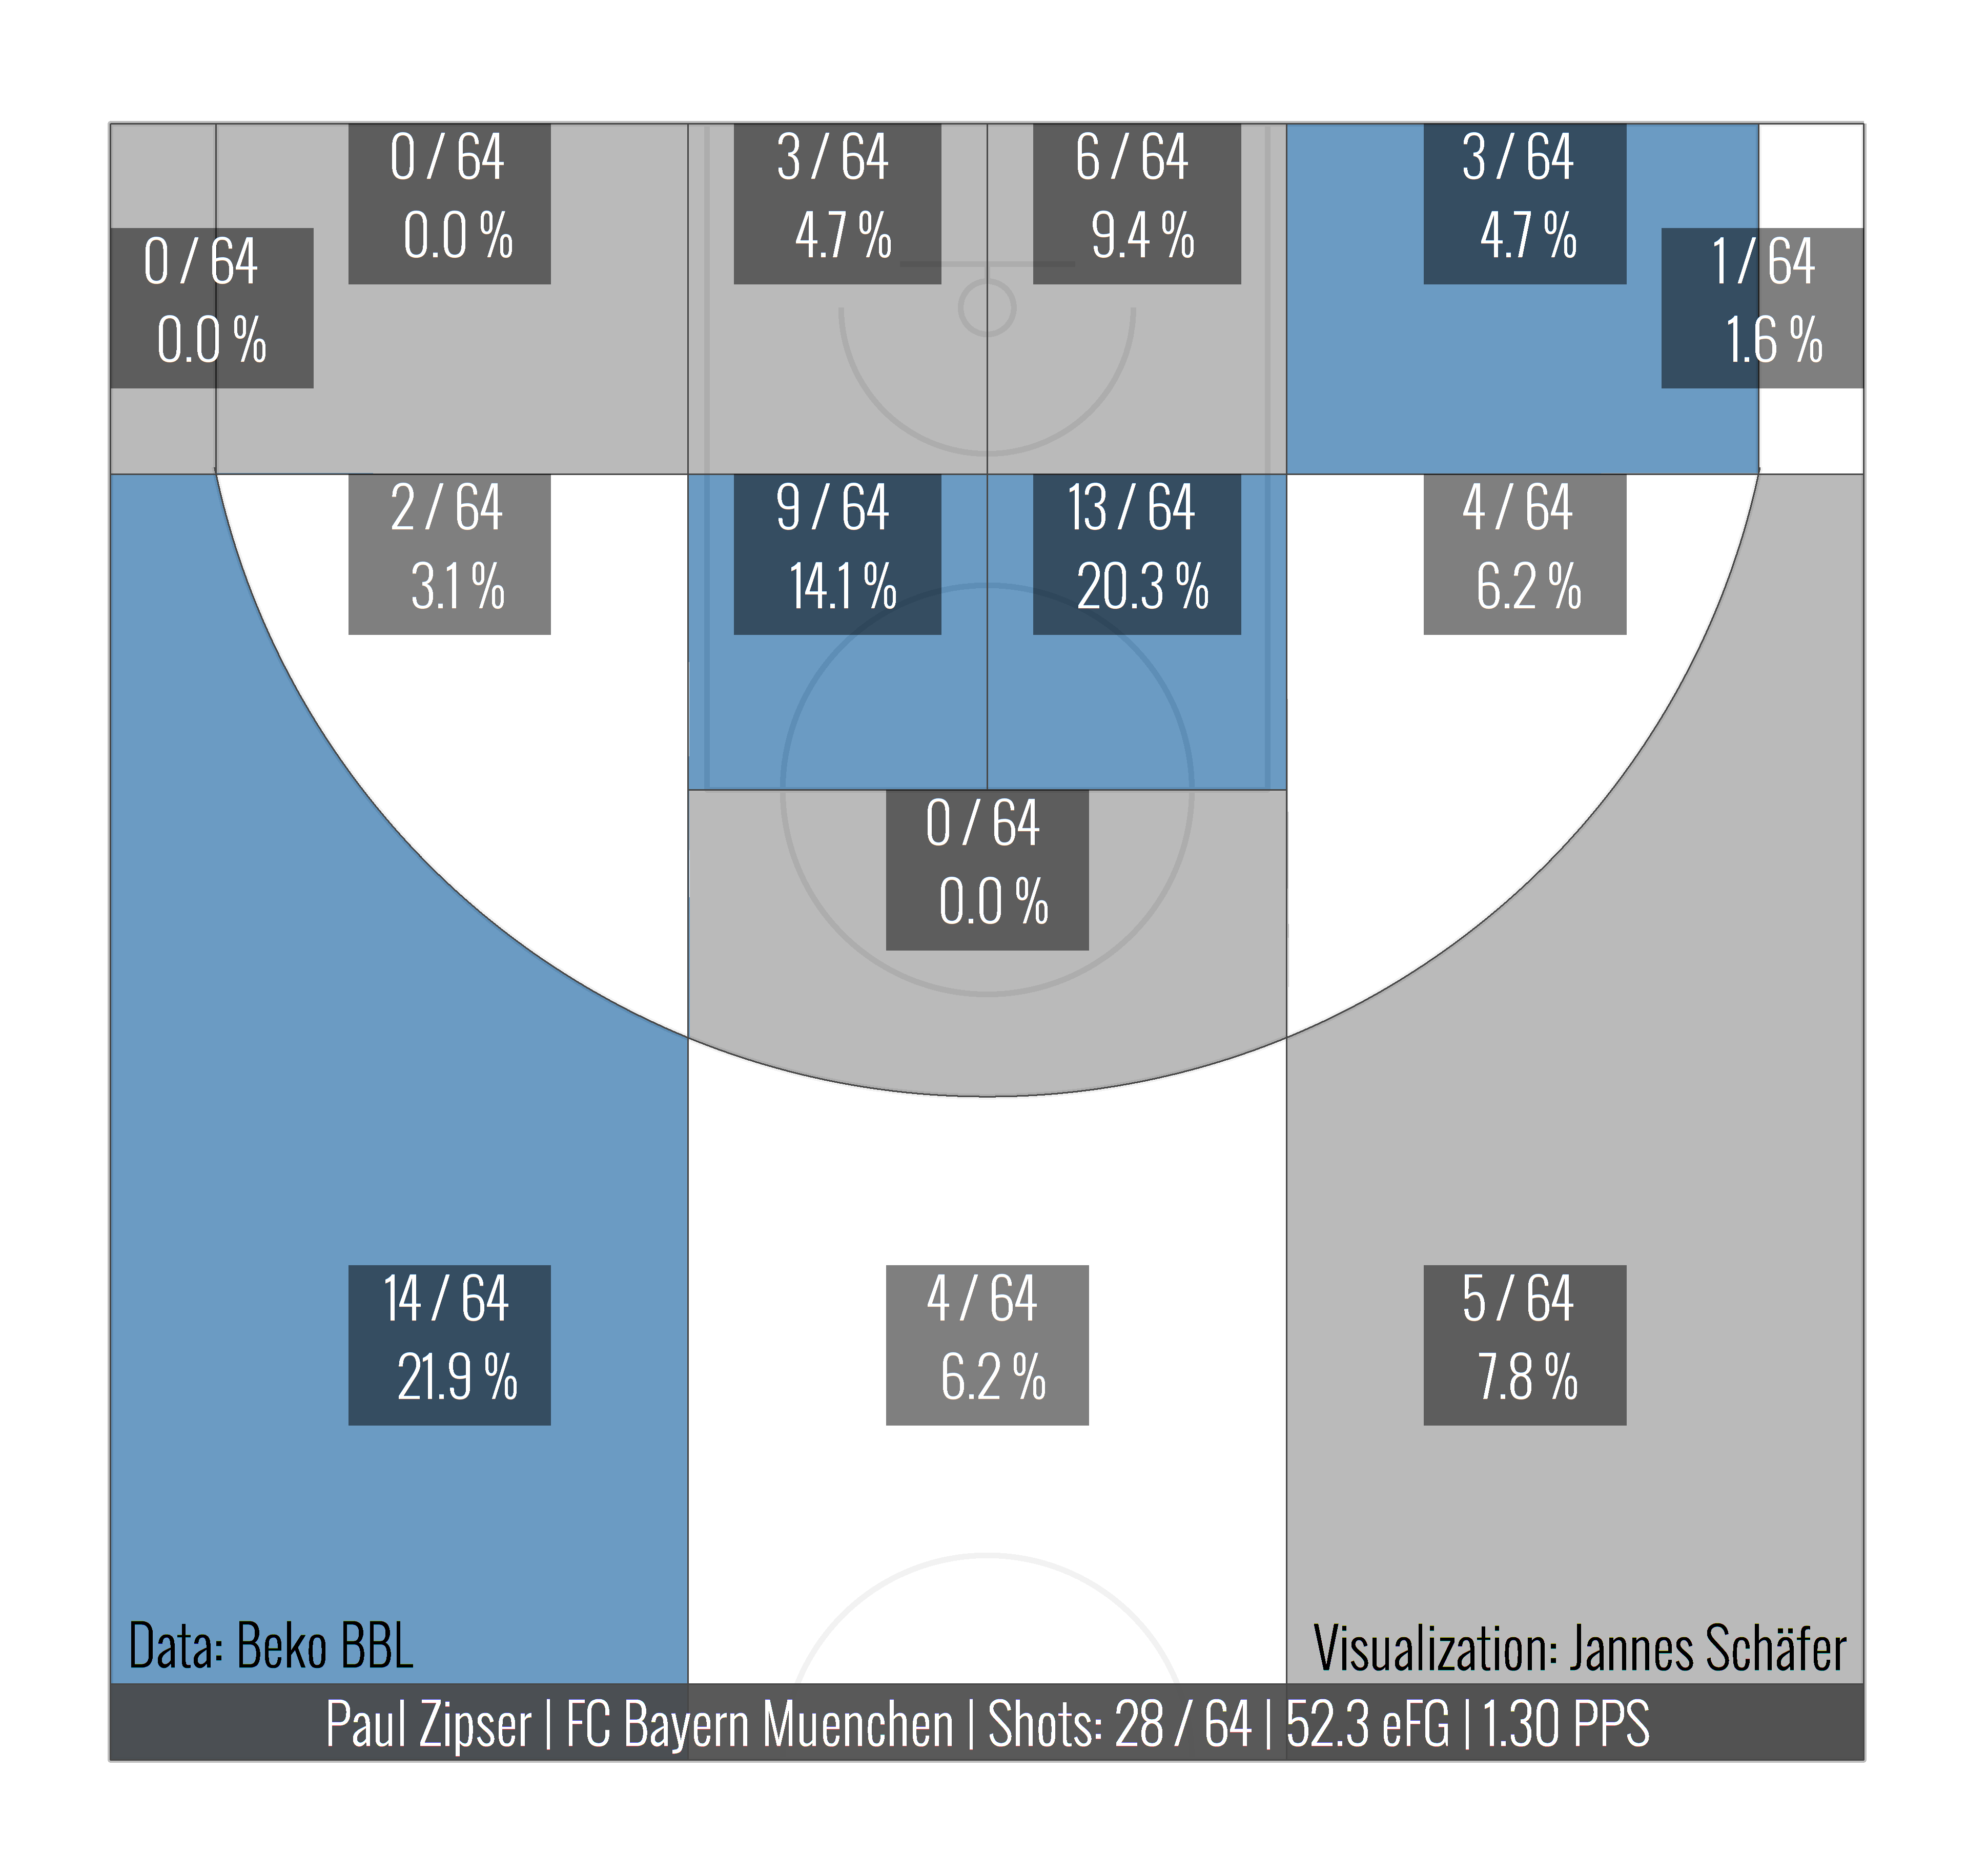 0 / 64
0.0 %
3 / 64
4.7 %
6 / 64
9.4 %
3 / 64
4.7 %
0 / 64
0.0 %
1 / 64
1.6 %
2 / 64
3.1 %
9 / 64
14.1 %
13 / 64
20.3 %
4 / 64
6.2 %
0 / 64
0.0 %
14 / 64
21.9 %
4 / 64
6.2 %
5 / 64
7.8 %
Data: Beko BBL
Visualization: Jannes Schäfer
Paul Zipser | FC Bayern Muenchen | Shots: 28 / 64 | 52.3 eFG | 1.30 PPS